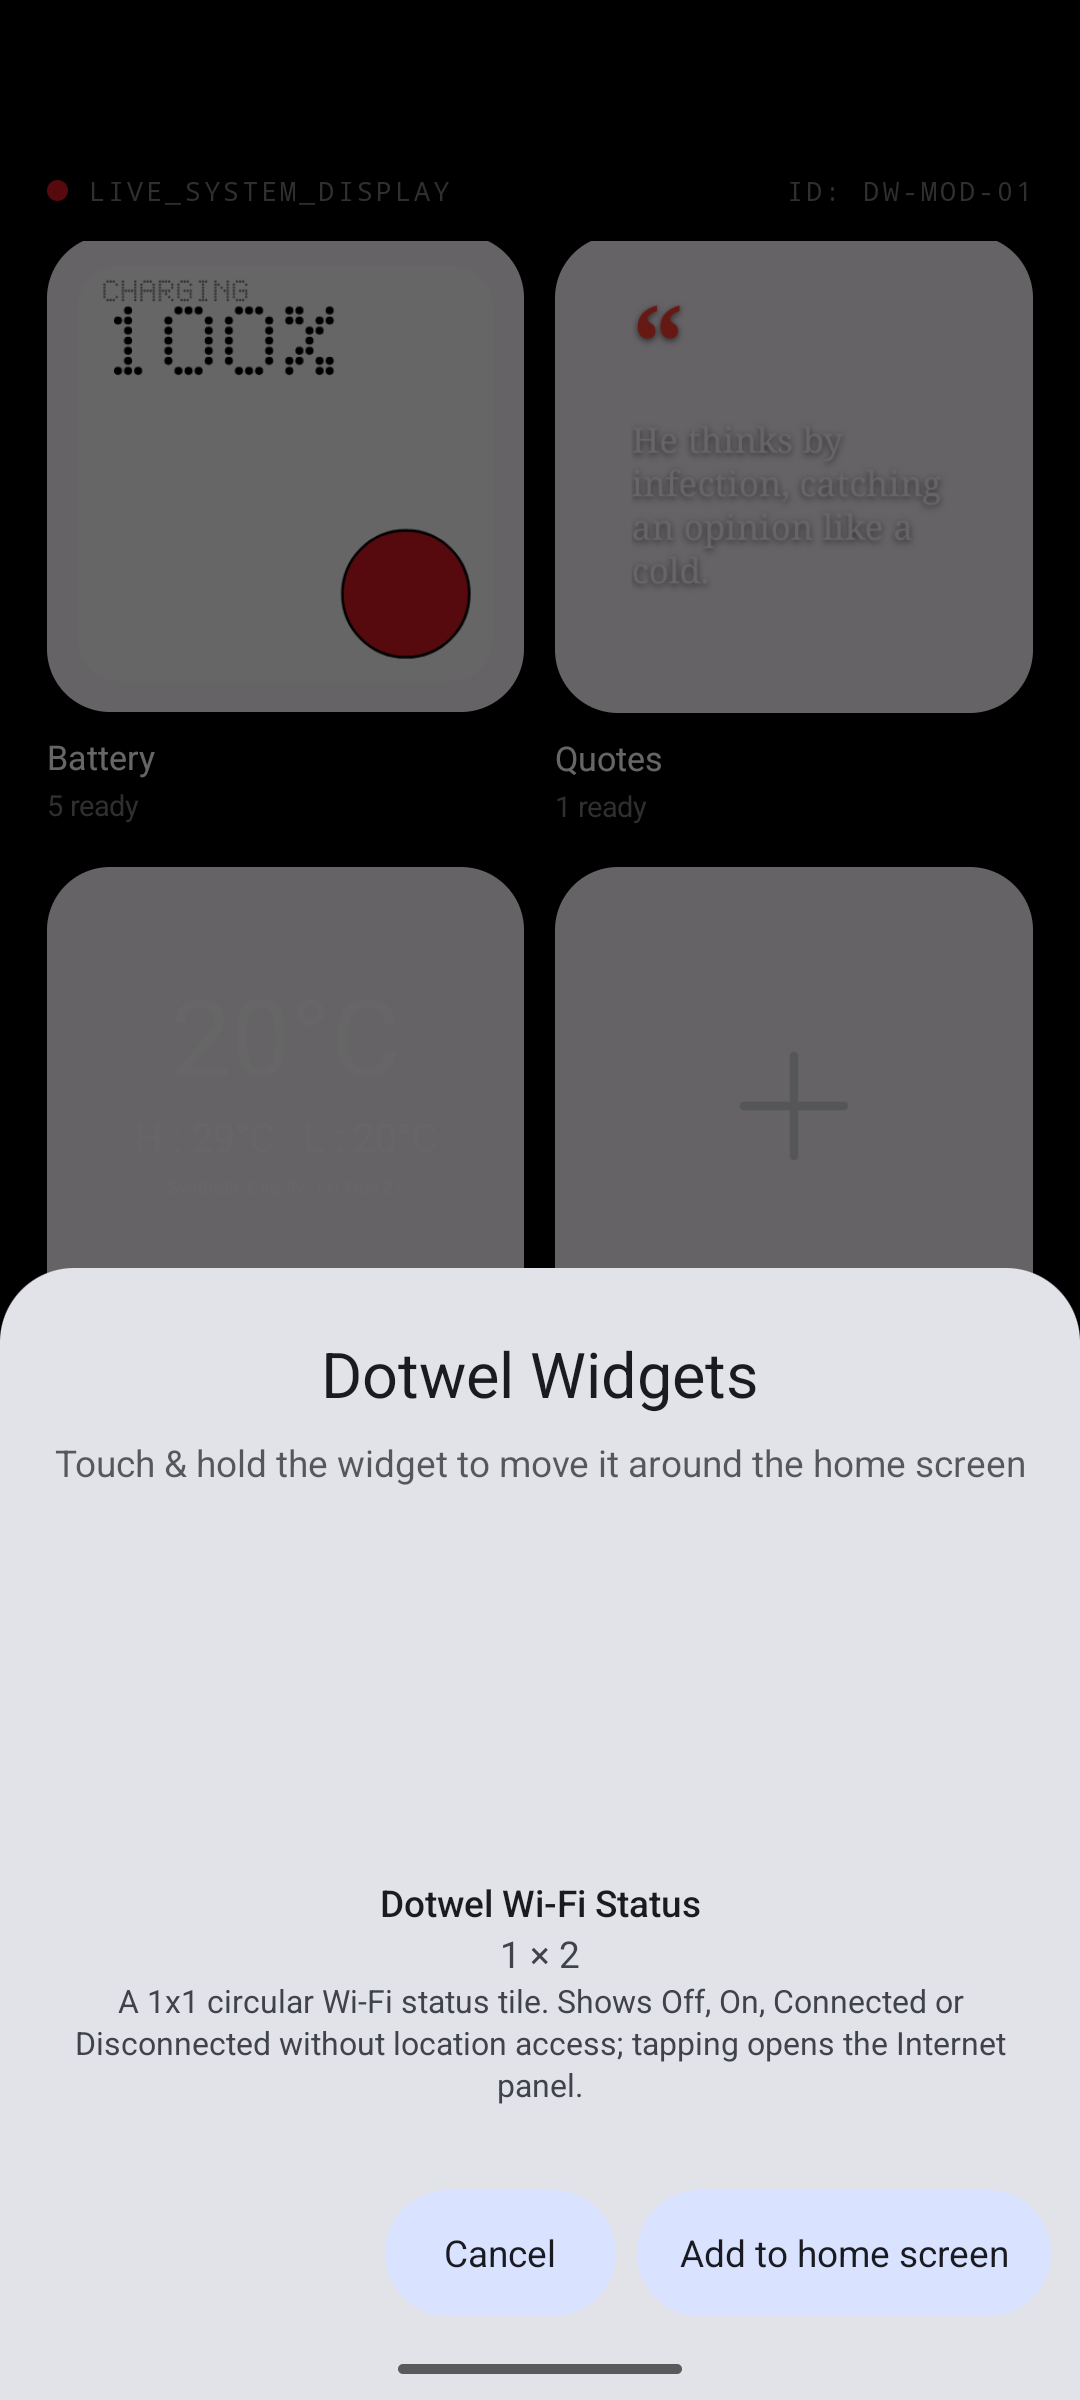 LIVE_SYSTEM_DISPLAY
ID: DW-MOD-01
CHARGING
100%
“
He thinks by
infection, catching
an opinion like a
cold.
Battery
5 ready
Quotes
1 ready
20°C
H : 29°C L : 20°C
Dotwel Widgets
Touch & hold the widget to move it around the home screen
Dotwel Wi-Fi Status
1 × 2
A 1x1 circular Wi-Fi status tile. Shows Off, On, Connected or
Disconnected without location access; tapping opens the Internet
panel.
Cancel
Add to home screen